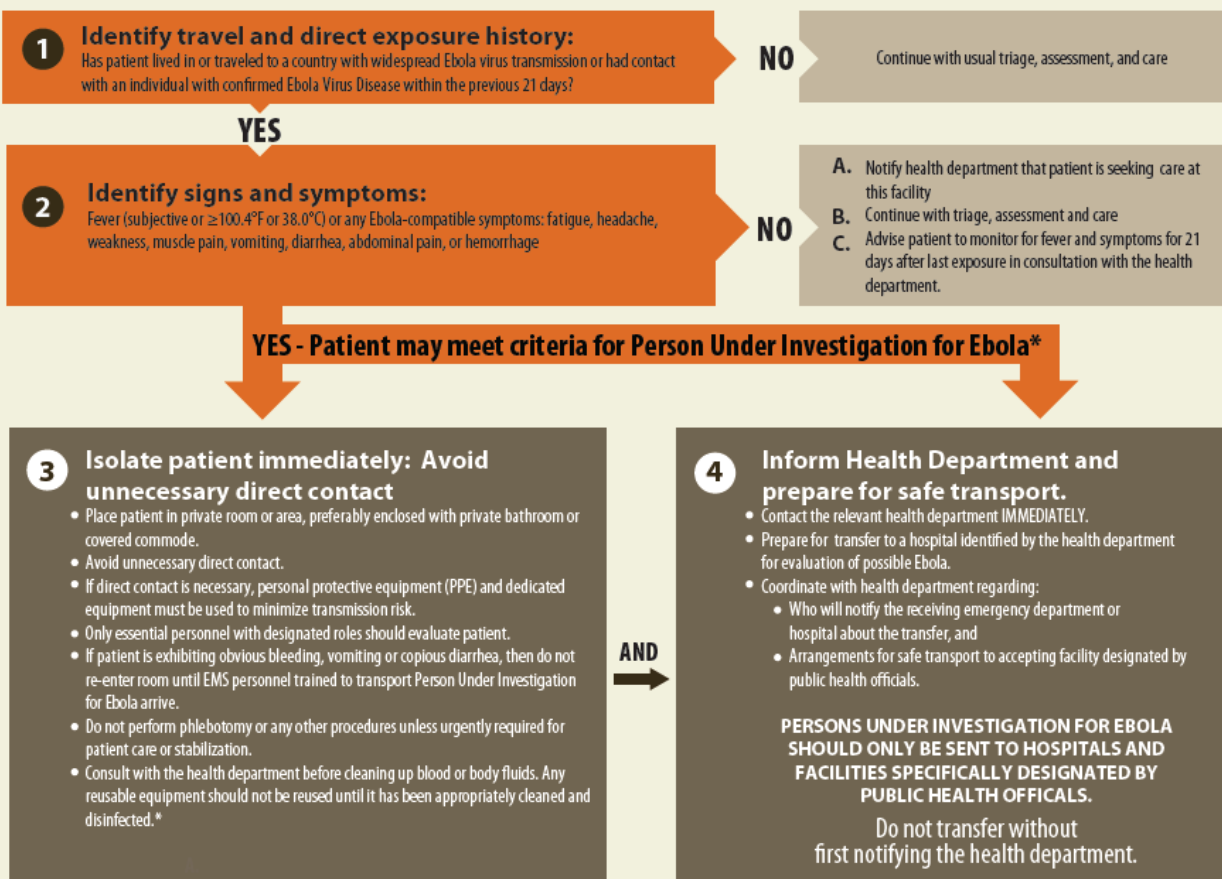 1
Identify travel and direct exposure history:
Has patient lived in or traveled to a country with widespread Ebola virus transmission or had contact
with an individual with confirmed Ebola Virus Disease within the previous 21 days?
NO
Continue with usual triage, assessment, and care
YES
2
Identify signs and symptoms:
Fever (subjective or ≥100.4°F or 38.0°C) or any Ebola-compatible symptoms: fatigue, headache,
weakness, muscle pain, vomiting, diarrhea, abdominal pain, or hemorrhage
NO
A. Notify health department that patient is seeking care at
this facility
B. Continue with triage, assessment and care
C. Advise patient to monitor for fever and symptoms for 21
days after last exposure in consultation with the health
department.
YES - Patient may meet criteria for Person Under Investigation for Ebola*
3
Isolate patient immediately: Avoid
unnecessary direct contact
• Place patient in private room or area, preferably enclosed with private bathroom or
covered commode.
• Avoid unnecessary direct contact.
• If direct contact is necessary, personal protective equipment (PPE) and dedicated
equipment must be used to minimize transmission risk.
• Only essential personnel with designated roles should evaluate patient.
• If patient is exhibiting obvious bleeding, vomiting or copious diarrhea, then do not
re-enter room until EMS personnel trained to transport Person Under Investigation
for Ebola arrive.
• Do not perform phlebotomy or any other procedures unless urgently required for
patient care or stabilization.
• Consult with the health department before cleaning up blood or body fluids. Any
reusable equipment should not be reused until it has been appropriately cleaned and
disinfected.*
AND
4
Inform Health Department and
prepare for safe transport.
• Contact the relevant health department IMMEDIATELY.
• Prepare for transfer to a hospital identified by the health department
for evaluation of possible Ebola.
• Coordinate with health department regarding:
• Who will notify the receiving emergency department or
hospital about the transfer, and
• Arrangements for safe transport to accepting facility designated by
public health officials.
PERSONS UNDER INVESTIGATION FOR EBOLA
SHOULD ONLY BE SENT TO HOSPITALS AND
FACILITIES SPECIFICALLY DESIGNATED BY
PUBLIC HEALTH OFFICALS.
Do not transfer without
first notifying the health department.